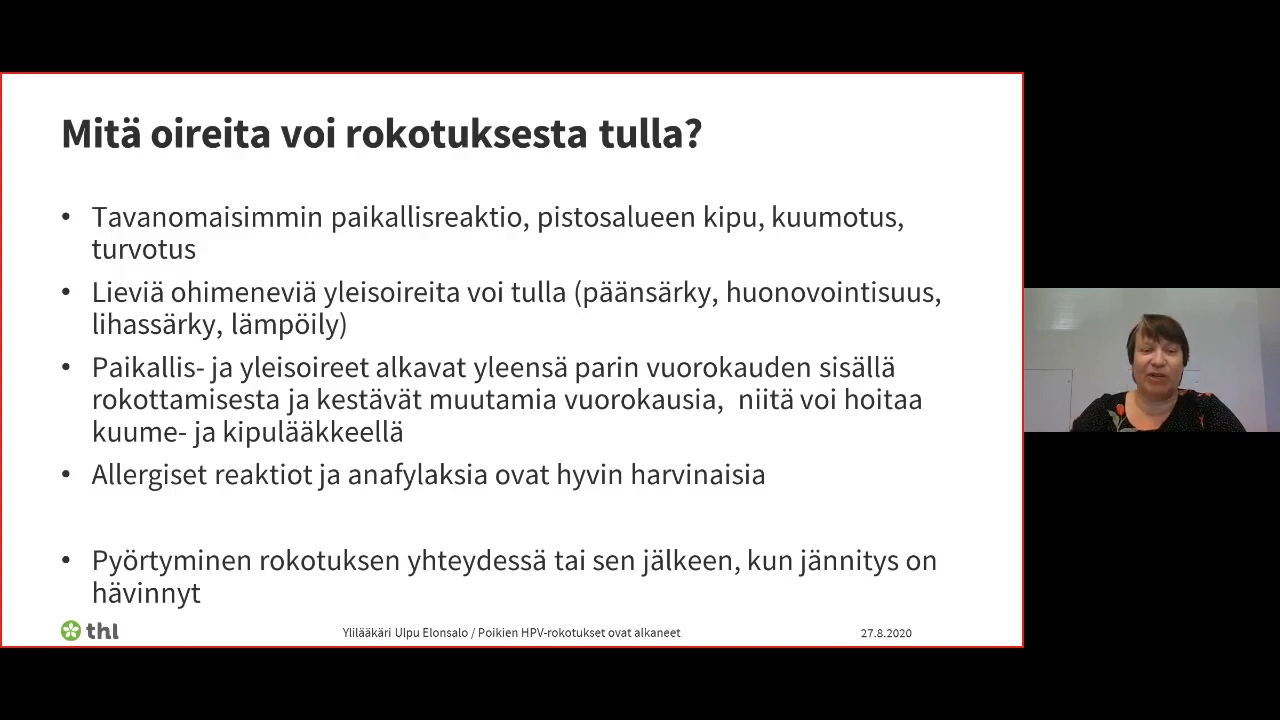 Mitä oireita voi rokotuksesta tulla?
• Tavanomaisimmin paikallisreaktio, pistosalueen kipu, kuumotus,
turvotus
• Lieviä ohimeneviä yleisoireita voi tulla (päänsärky, huonovointisuus,
lihassärky, lämpöily)
• Paikallis- ja yleisoireet alkavat yleensä parin vuorokauden sisällä
rokottamisesta ja kestävät muutamia vuorokausia, niitä voi hoitaa
kuume- ja kipulääkkeellä
• Allergiset reaktiot ja anafylaksia ovat hyvin harvinaisia
• Pyörtyminen rokotuksen yhteydessä tai sen jälkeen, kun jännitys on
hävinnyt
thl
Ylilääkäri Ulpu Elonsalo / Poikien HPV-rokotukset ovat alkaneet
27.8.2020